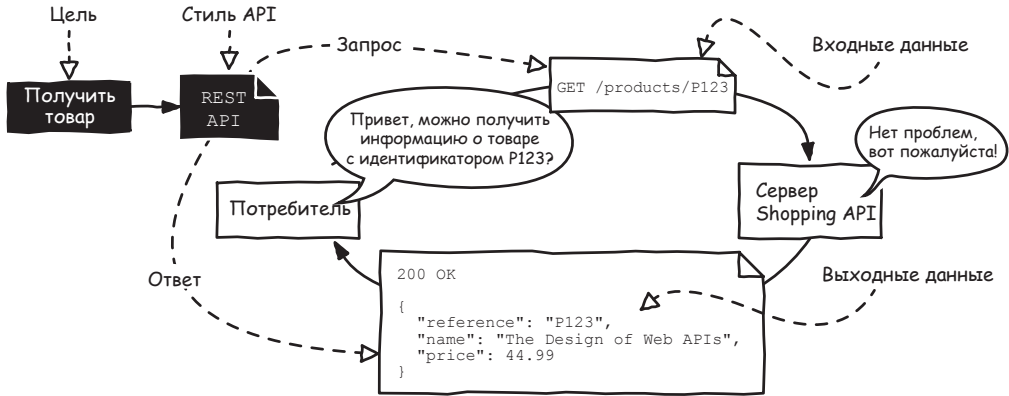 Цель
Стиль API
Запрос
Входные данные
Получить
товар
REST
API
GET /products/P123
Привет, можно получить
информацию о товаре
с идентификатором P123?
Нет проблем,
вот пожалуйста!
Потребитель
Сервер
Shopping API
Ответ
200 OK
{
"reference": "P123",
"name": "The Design of Web APIs",
"price": 44.99
}
Выходные данные